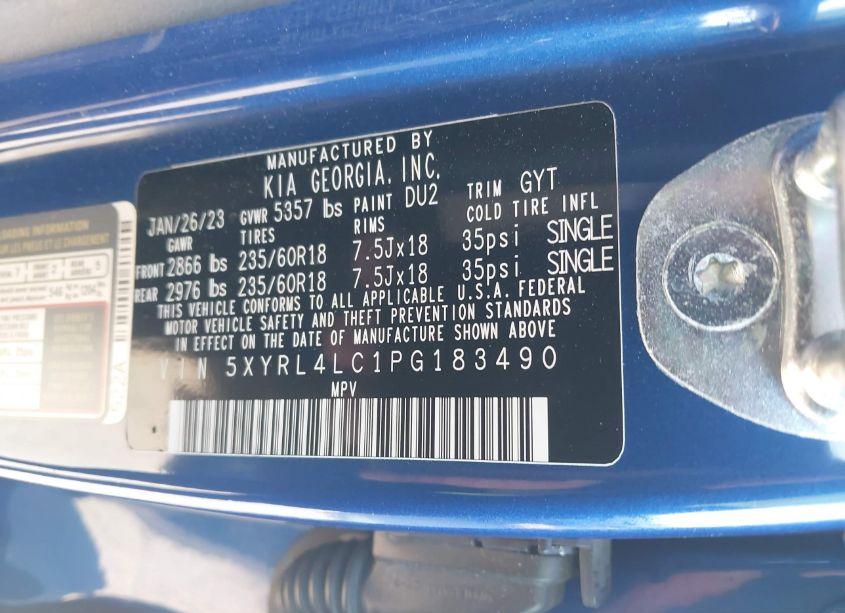 MANUFACTURED BY
KIA GEORGIA, INC.
JAN/26/23 GVWR 5357 lbs PAINT DU2 TRIM GYT
GAWR TIRES RIMS COLD TIRE INFL
FRONT 2866 lbs 235/60R18 7.5Jx18 35psi SINGLE
REAR 2976 lbs 235/60R18 7.5Jx18 35psi SINGLE
THIS VEHICLE CONFORMS TO ALL APPLICABLE U.S.A. FEDERAL
MOTOR VEHICLE SAFETY AND THEFT PREVENTION STANDARDS
IN EFFECT ON THE DATE OF MANUFACTURE SHOWN ABOVE
VIN 5XYRL4LC1PG183490
MPV
LOADING INFORMATION